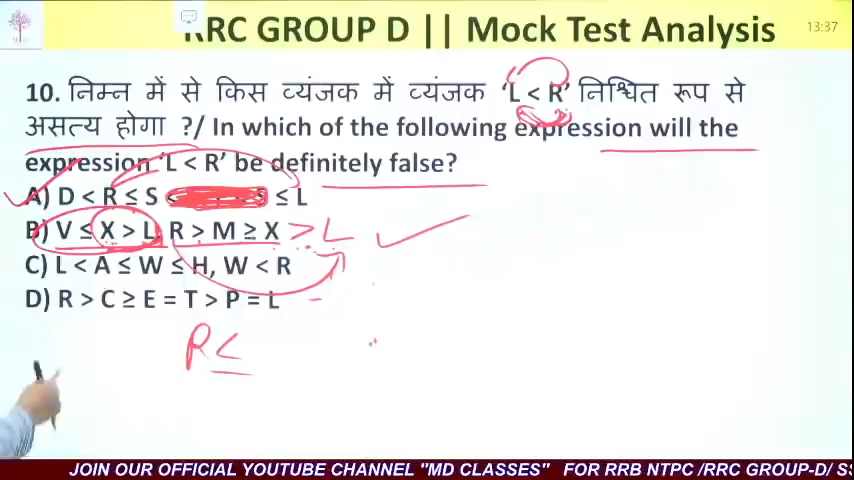 RRC GROUP D || Mock Test Analysis
13:37
10. निम्न में से किस व्यंजक में व्यंजक ‘L < R’ निश्चित रूप से
असत्य होगा ?/ In which of the following expression will the
expression ‘L < R’ be definitely false?
A) D < R ≤ S ≤ L
B) V ≤ X > L, R > M ≥ X > L
C) L < A ≤ W ≤ H, W < R
D) R > C ≥ E = T > P = L
R ≤
JOIN OUR OFFICIAL YOUTUBE CHANNEL "MD CLASSES" FOR RRB NTPC /RRC GROUP-D/